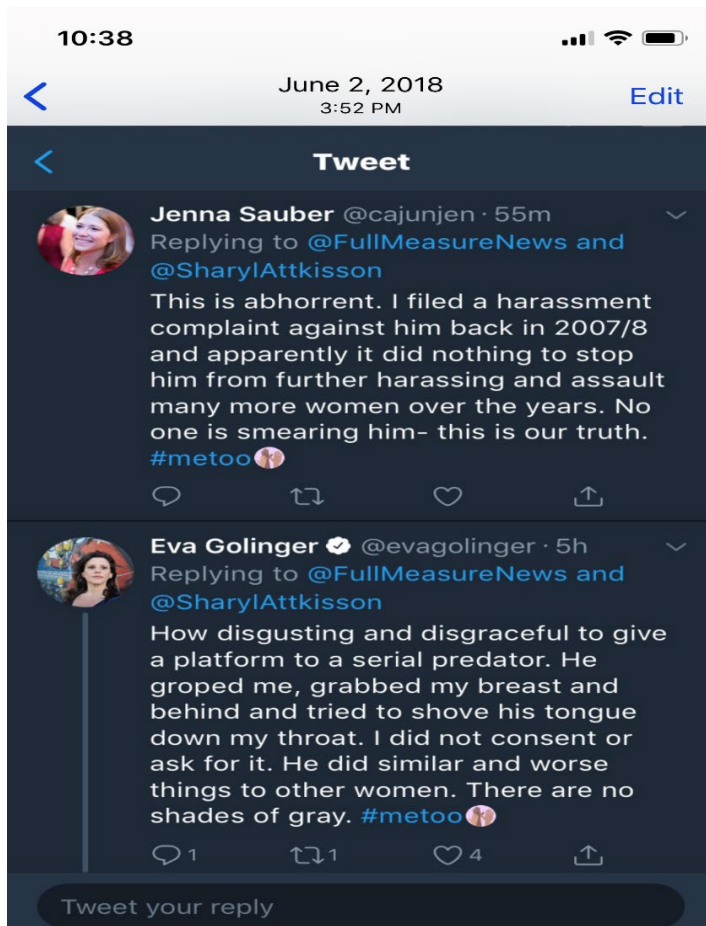 10:38
June 2, 2018
3:52 PM
Edit
Tweet
Jenna Sauber @cajunjen · 55m
Replying to @FullMeasureNews and
@SharylAttkisson
This is abhorrent. I filed a harassment
complaint against him back in 2007/8
and apparently it did nothing to stop
him from further harassing and assault
many more women over the years. No
one is smearing him- this is our truth.
#metoo
Eva Golinger @evagolinger · 5h
Replying to @FullMeasureNews and
@SharylAttkisson
How disgusting and disgraceful to give
a platform to a serial predator. He
groped me, grabbed my breast and
behind and tried to shove his tongue
down my throat. I did not consent or
ask for it. He did similar and worse
things to other women. There are no
shades of gray. #metoo
1 1 4
Tweet your reply